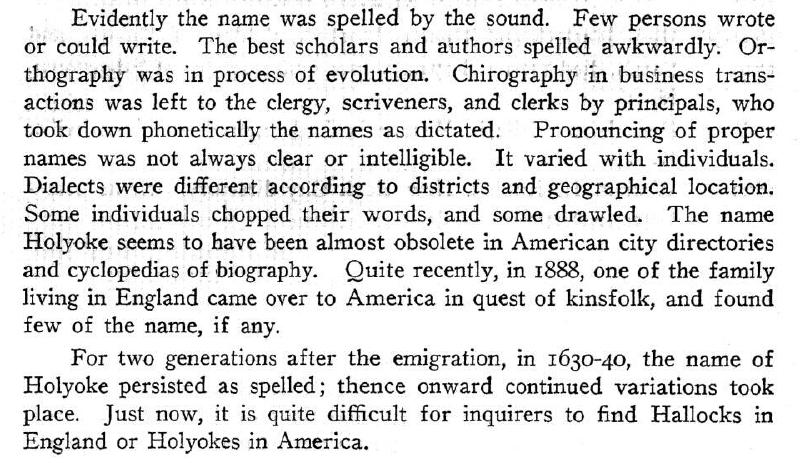 Evidently the name was spelled by the sound. Few persons wrote
or could write. The best scholars and authors spelled awkwardly. Or-
thography was in process of evolution. Chirography in business trans-
actions was left to the clergy, scriveners, and clerks by principals, who
took down phonetically the names as dictated. Pronouncing of proper
names was not always clear or intelligible. It varied with individuals.
Dialects were different according to districts and geographical location.
Some individuals chopped their words, and some drawled. The name
Holyoke seems to have been almost obsolete in American city directories
and cyclopedias of biography. Quite recently, in 1888, one of the family
living in England came over to America in quest of kinsfolk, and found
few of the name, if any.
For two generations after the emigration, in 1630-40, the name of
Holyoke persisted as spelled; thence onward continued variations took
place. Just now, it is quite difficult for inquirers to find Hallocks in
England or Holyokes in America.